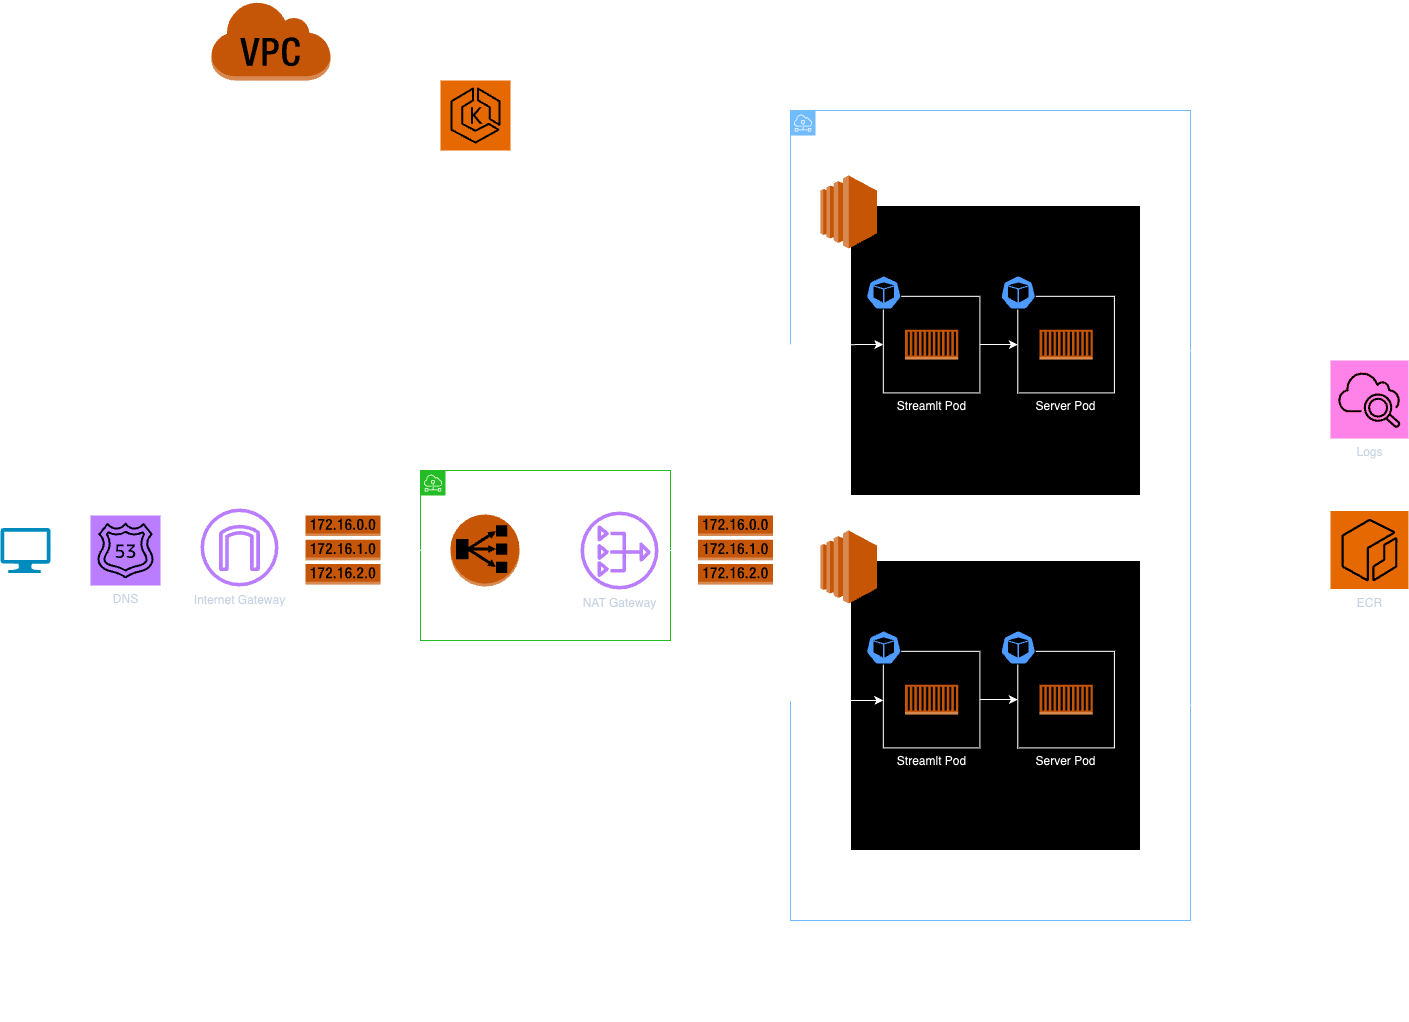 VPC
K
StreamIt Pod
Server Pod
Logs
53
DNS
Internet Gateway
172.16.0.0
172.16.1.0
172.16.2.0
NAT Gateway
172.16.0.0
172.16.1.0
172.16.2.0
ECR
StreamIt Pod
Server Pod